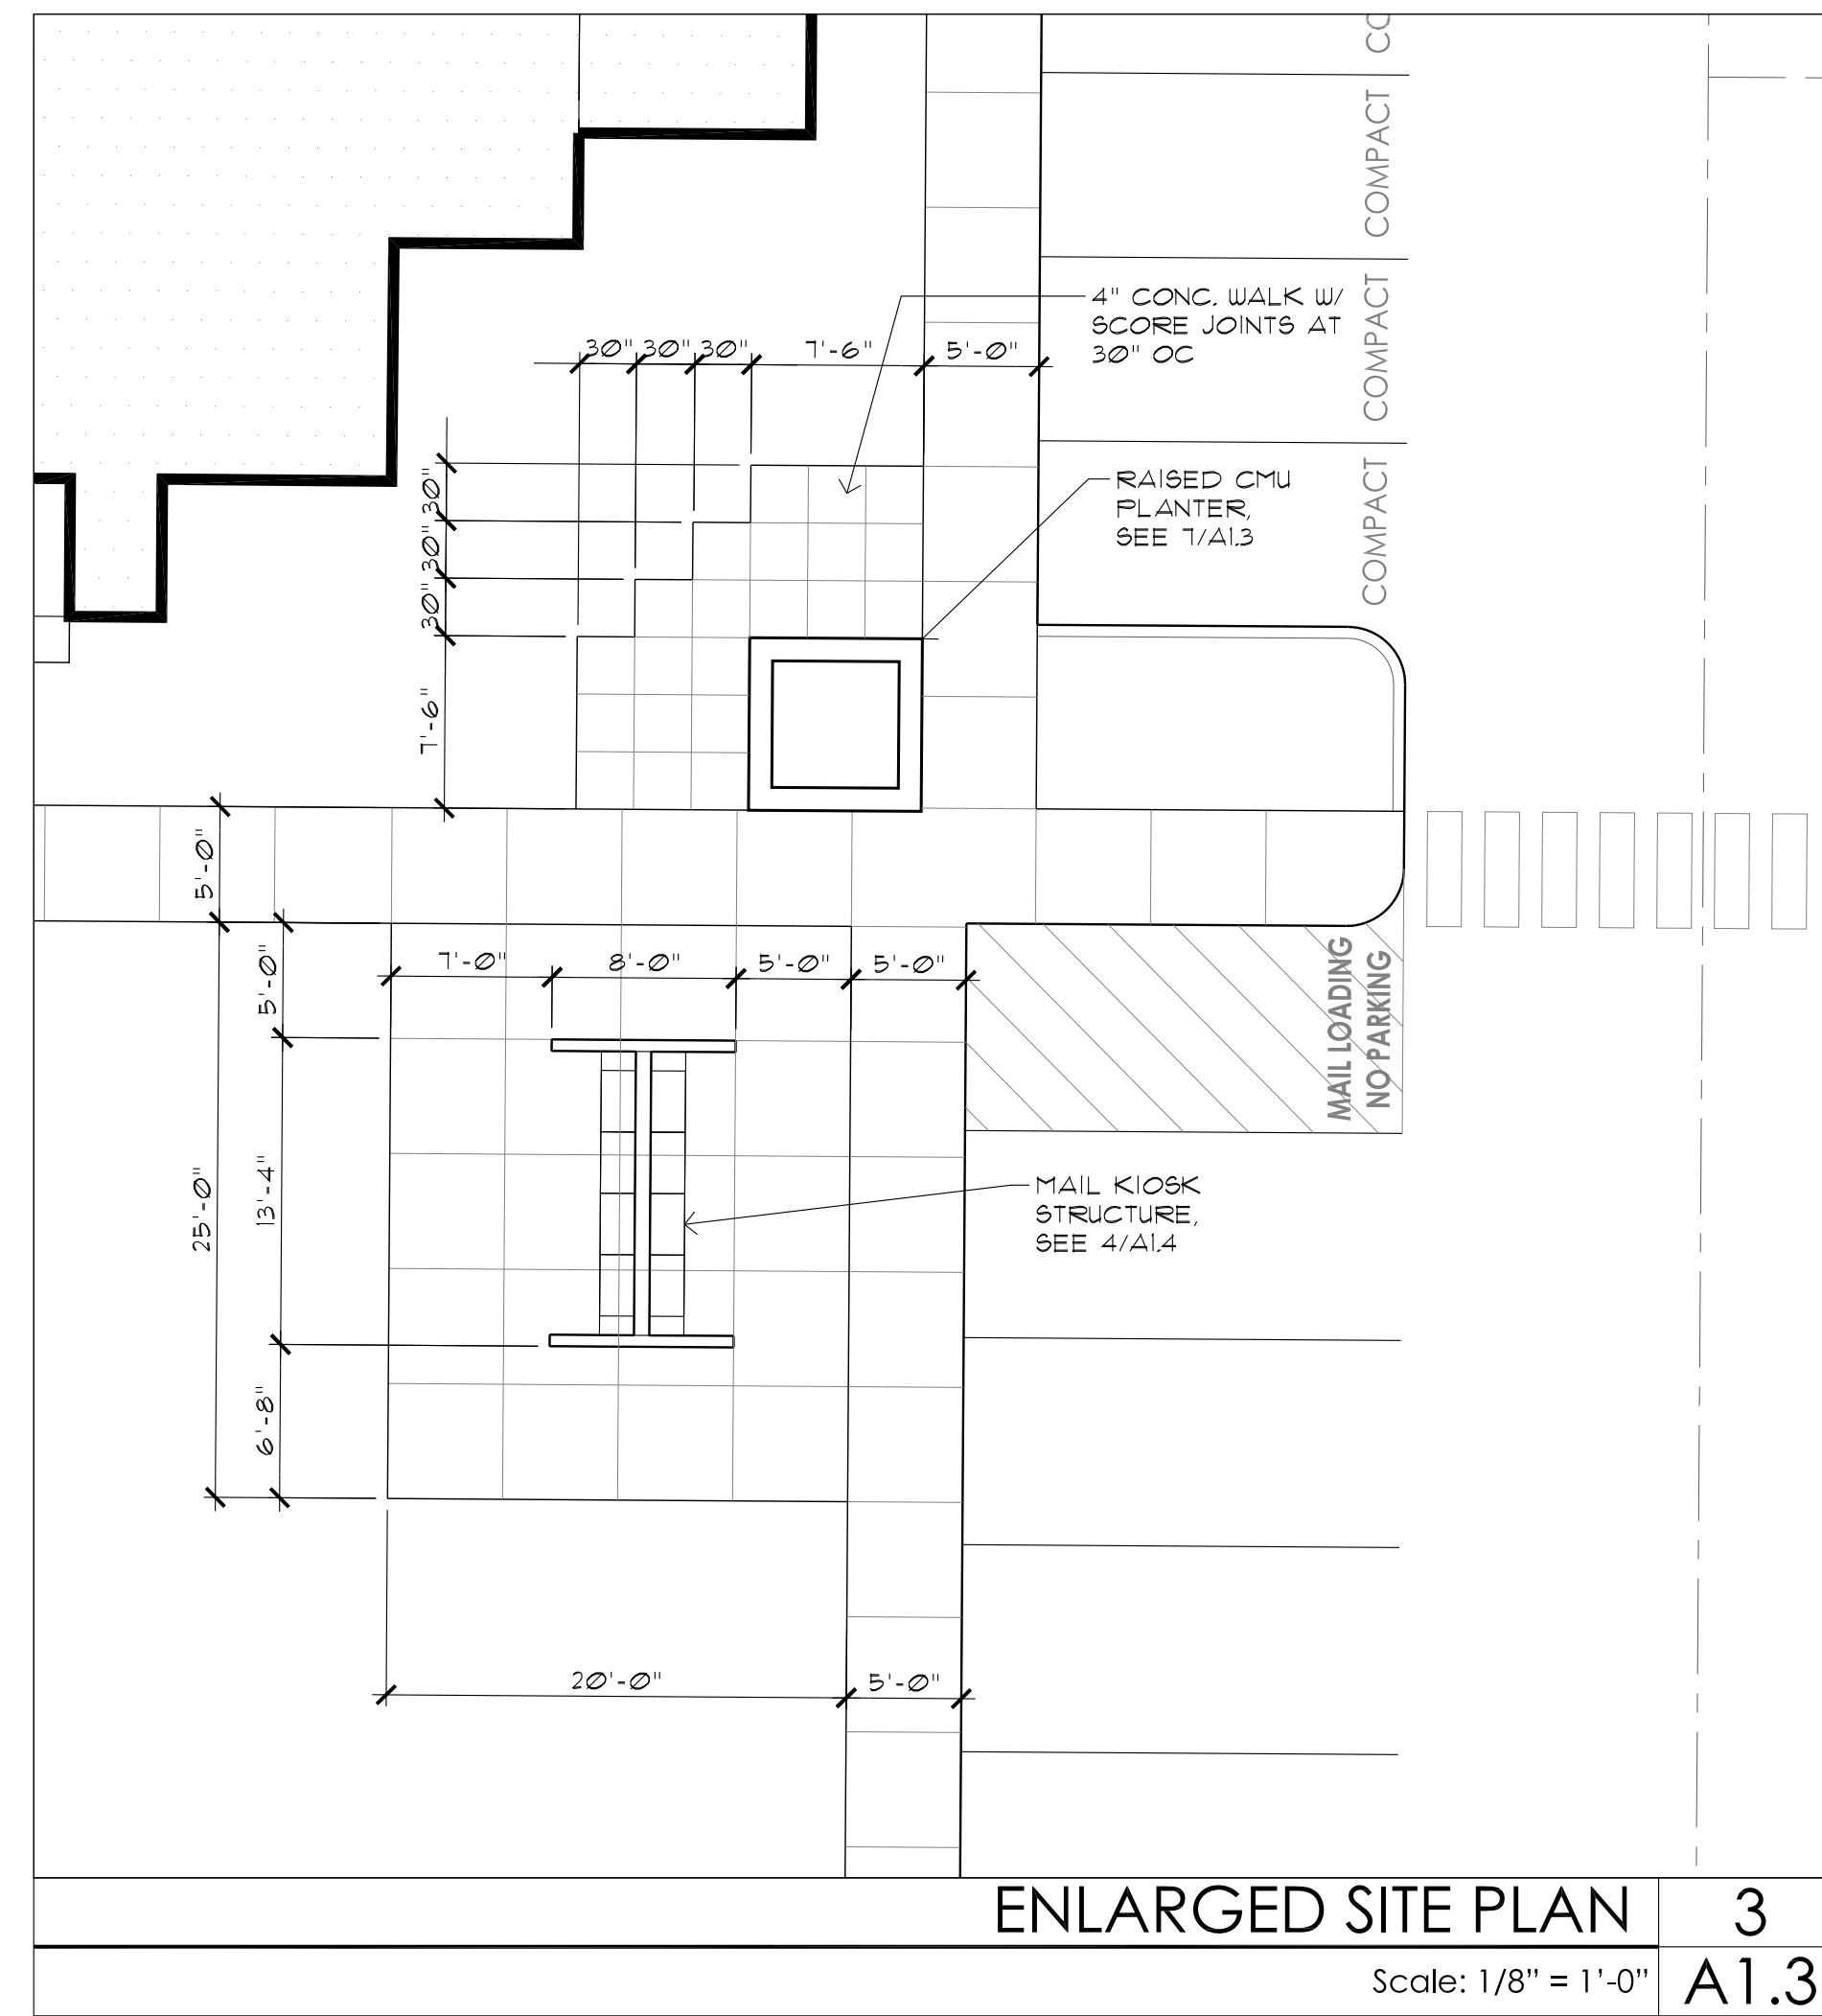 CO
COMPACT
COMPACT
COMPACT
4" CONC. WALK W/
SCORE JOINTS AT
30" OC
30" 30" 30" 7'-6" 5'-0"
RAISED CMU
PLANTER,
SEE 7/A1.3
30"
30"
30"
7'-6"
5'-0"
5'-0"
7'-0" 8'-0" 5'-0" 5'-0"
MAIL LOADING
NO PARKING
25'-0"
13'-4"
MAIL KIOSK
STRUCTURE,
SEE 4/A1.4
6'-8"
20'-0" 5'-0"
ENLARGED SITE PLAN 3
Scale: 1/8” = 1’-0” A1.3